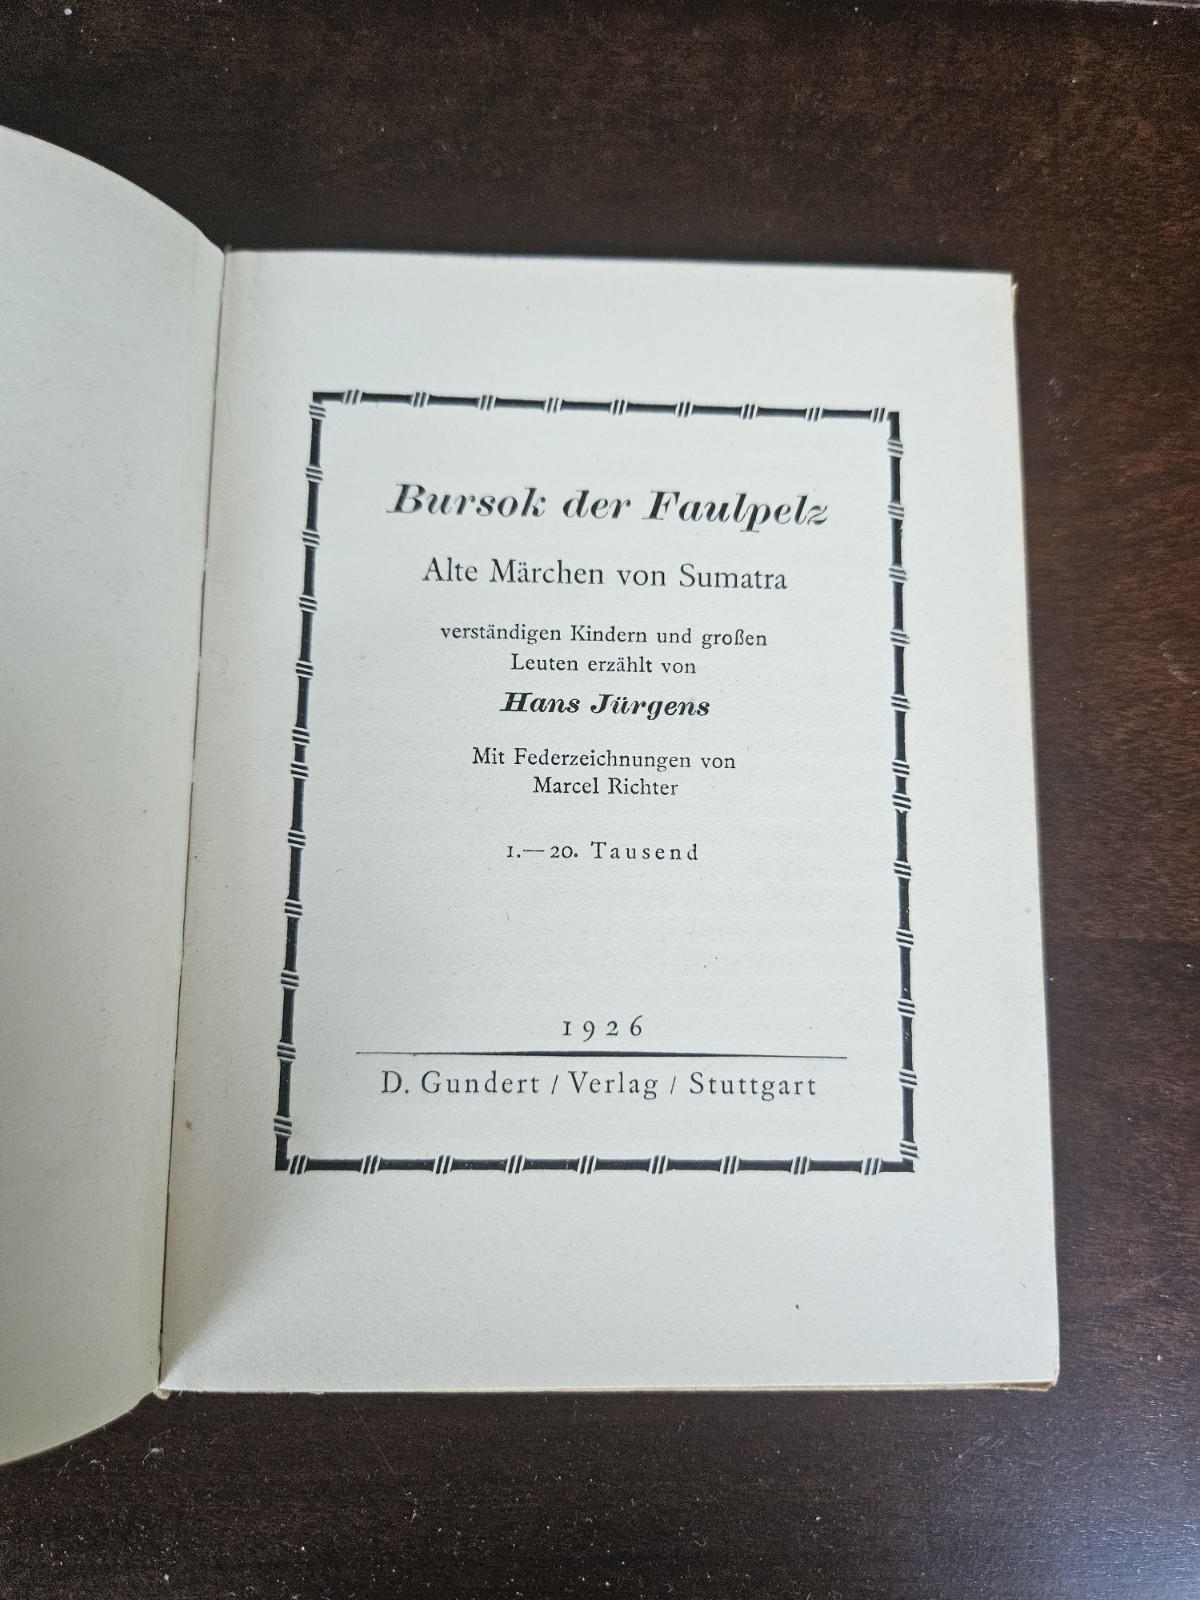 Bursok der Faulpelz
Alte Märchen von Sumatra
verständigen Kindern und großen
Leuten erzählt von
Hans Jürgens
Mit Federzeichnungen von
Marcel Richter
1.—20. Tausend
1926
D. Gundert / Verlag / Stuttgart